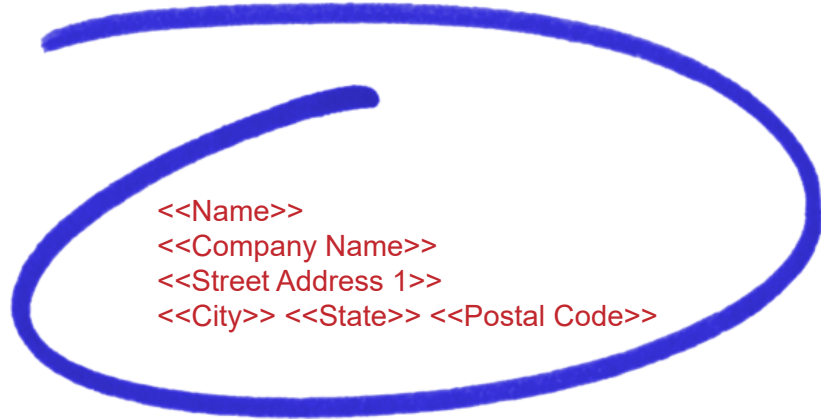 <<Name>>
<<Company Name>>
<<Street Address 1>>
<<City>> <<State>> <<Postal Code>>